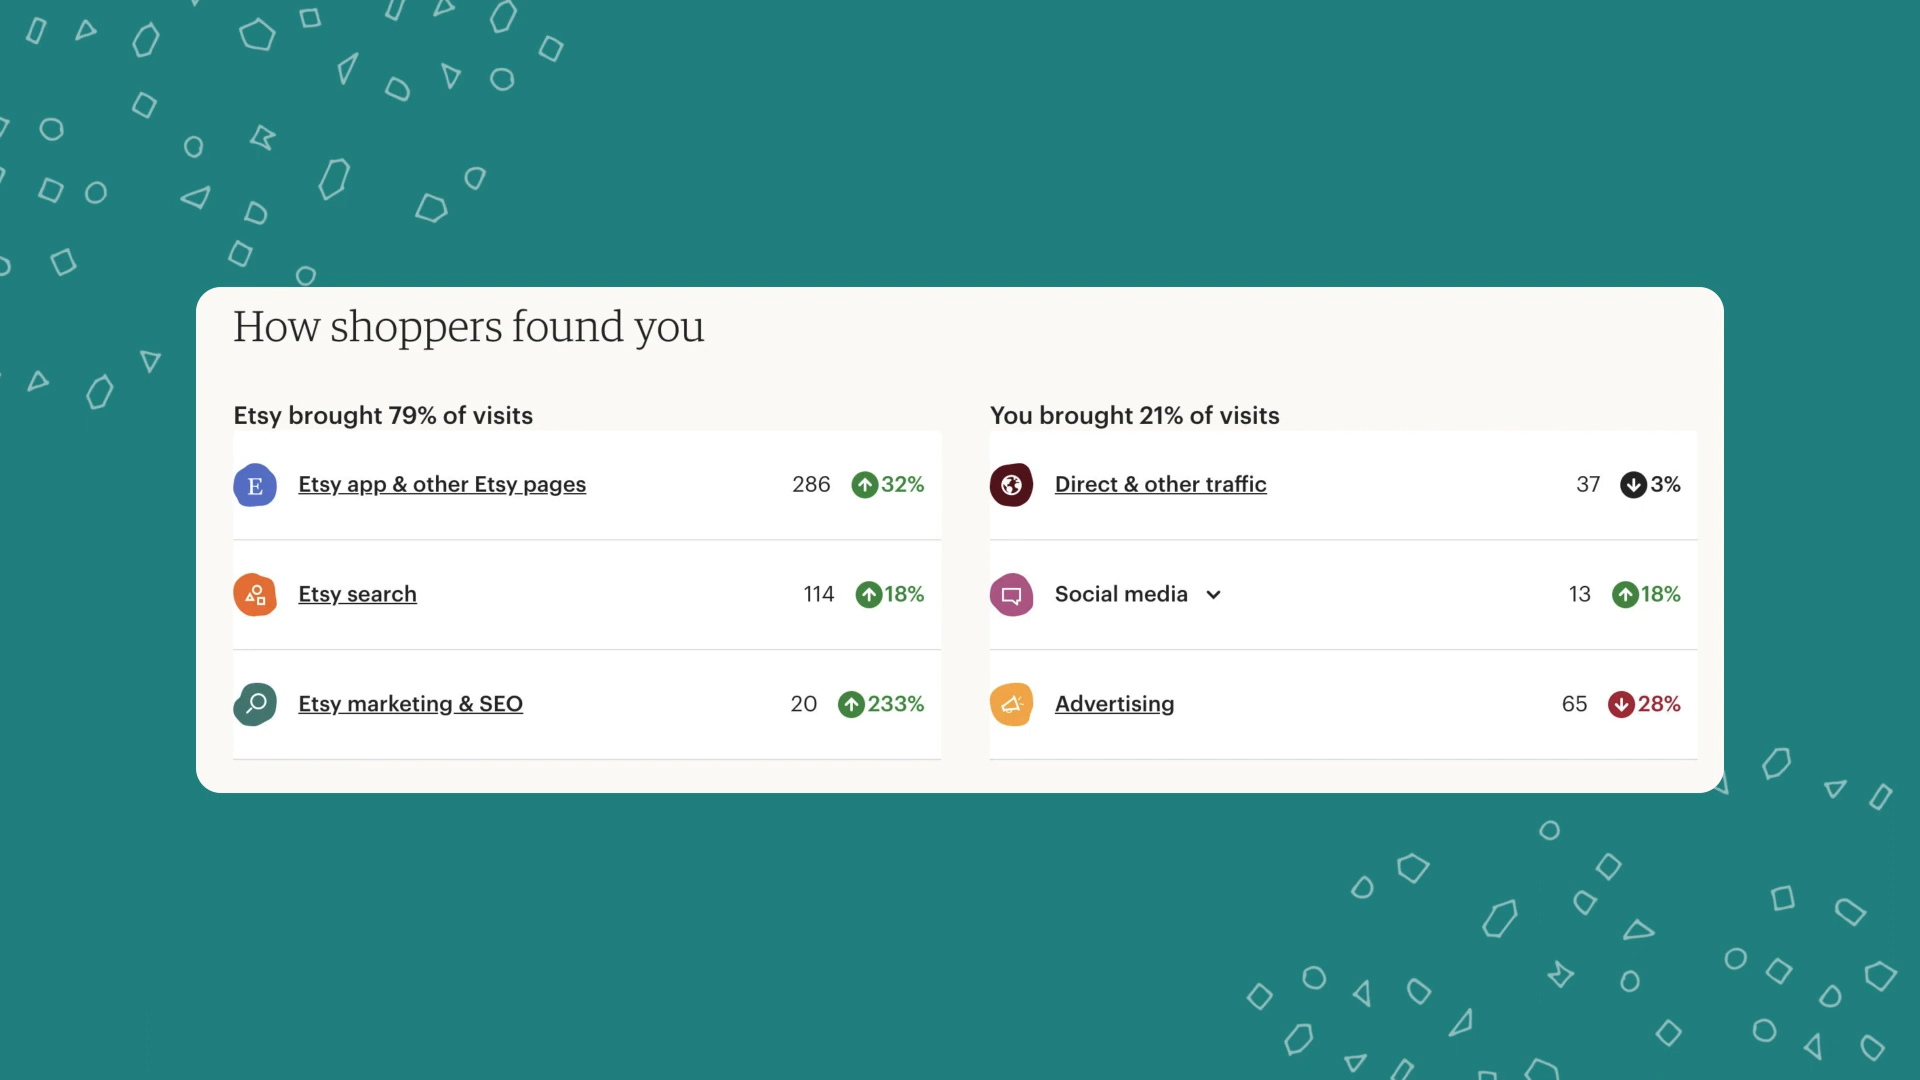 How shoppers found you
Etsy brought 79% of visits
E Etsy app & other Etsy pages 286 32%
Etsy search 114 18%
Etsy marketing & SEO 20 233%
You brought 21% of visits
Direct & other traffic 37 3%
Social media 13 18%
Advertising 65 28%